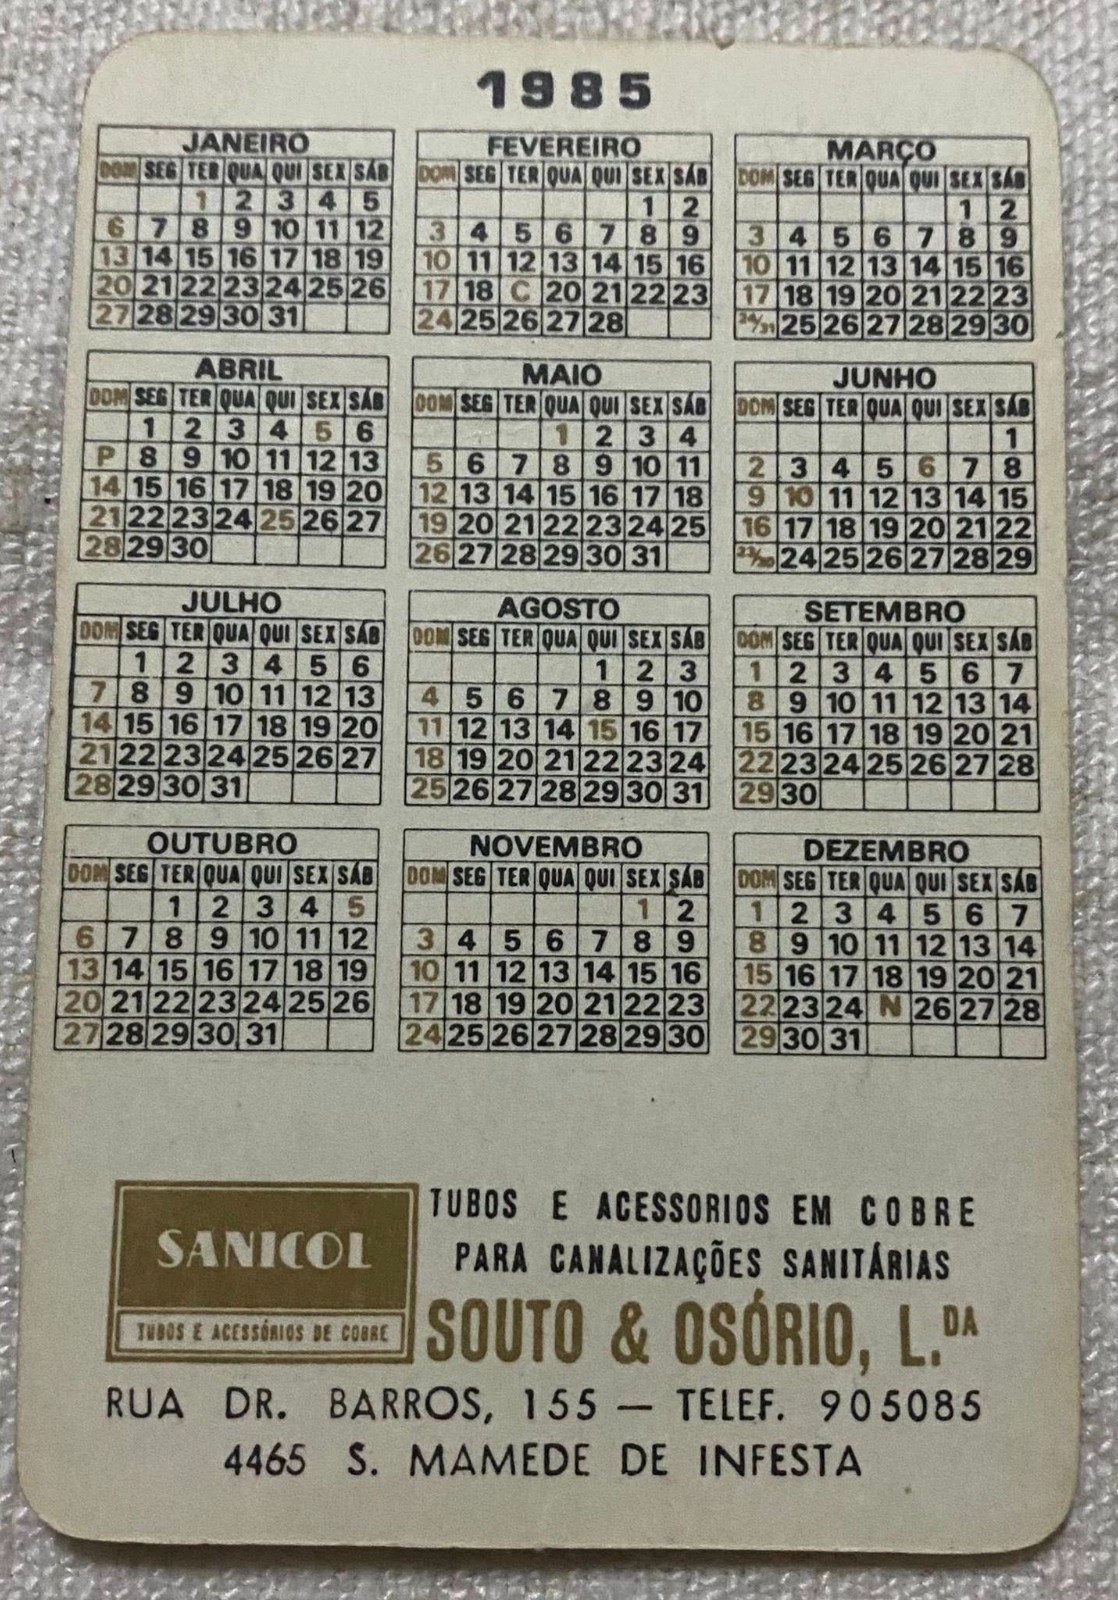 1985
JANEIRO
DOM SEG TER QUA QUI SEX SÁB
1 2 3 4 5
6 7 8 9 10 11 12
13 14 15 16 17 18 19
20 21 22 23 24 25 26
27 28 29 30 31
FEVEREIRO
DOM SEG TER QUA QUI SEX SÁB
1 2
3 4 5 6 7 8 9
10 11 12 13 14 15 16
17 18 C 20 21 22 23
24 25 26 27 28
MARÇO
DOM SEG TER QUA QUI SEX SÁB
1 2
3 4 5 6 7 8 9
10 11 12 13 14 15 16
17 18 19 20 21 22 23
24/31 25 26 27 28 29 30
ABRIL
DOM SEG TER QUA QUI SEX SÁB
1 2 3 4 5 6
P 8 9 10 11 12 13
14 15 16 17 18 19 20
21 22 23 24 25 26 27
28 29 30
MAIO
DOM SEG TER QUA QUI SEX SÁB
1 2 3 4
5 6 7 8 9 10 11
12 13 14 15 16 17 18
19 20 21 22 23 24 25
26 27 28 29 30 31
JUNHO
DOM SEG TER QUA QUI SEX SÁB
1
2 3 4 5 6 7 8
9 10 11 12 13 14 15
16 17 18 19 20 21 22
23/30 24 25 26 27 28 29
JULHO
DOM SEG TER QUA QUI SEX SÁB
1 2 3 4 5 6
7 8 9 10 11 12 13
14 15 16 17 18 19 20
21 22 23 24 25 26 27
28 29 30 31
AGOSTO
DOM SEG TER QUA QUI SEX SÁB
1 2 3
4 5 6 7 8 9 10
11 12 13 14 15 16 17
18 19 20 21 22 23 24
25 26 27 28 29 30 31
SETEMBRO
DOM SEG TER QUA QUI SEX SÁB
1 2 3 4 5 6 7
8 9 10 11 12 13 14
15 16 17 18 19 20 21
22 23 24 25 26 27 28
29 30
OUTUBRO
DOM SEG TER QUA QUI SEX SÁB
1 2 3 4 5
6 7 8 9 10 11 12
13 14 15 16 17 18 19
20 21 22 23 24 25 26
27 28 29 30 31
NOVEMBRO
DOM SEG TER QUA QUI SEX SÁB
1 2
3 4 5 6 7 8 9
10 11 12 13 14 15 16
17 18 19 20 21 22 23
24 25 26 27 28 29 30
DEZEMBRO
DOM SEG TER QUA QUI SEX SÁB
1 2 3 4 5 6 7
8 9 10 11 12 13 14
15 16 17 18 19 20 21
22 23 24 N 26 27 28
29 30 31
SANICOL
TUBOS E ACESSÓRIOS DE COBRE
TUBOS E ACESSORIOS EM COBRE
PARA CANALIZAÇÕES SANITÁRIAS
SOUTO & OSÓRIO, L.DA
RUA DR. BARROS, 155 — TELEF. 905085
4465 S. MAMEDE DE INFESTA